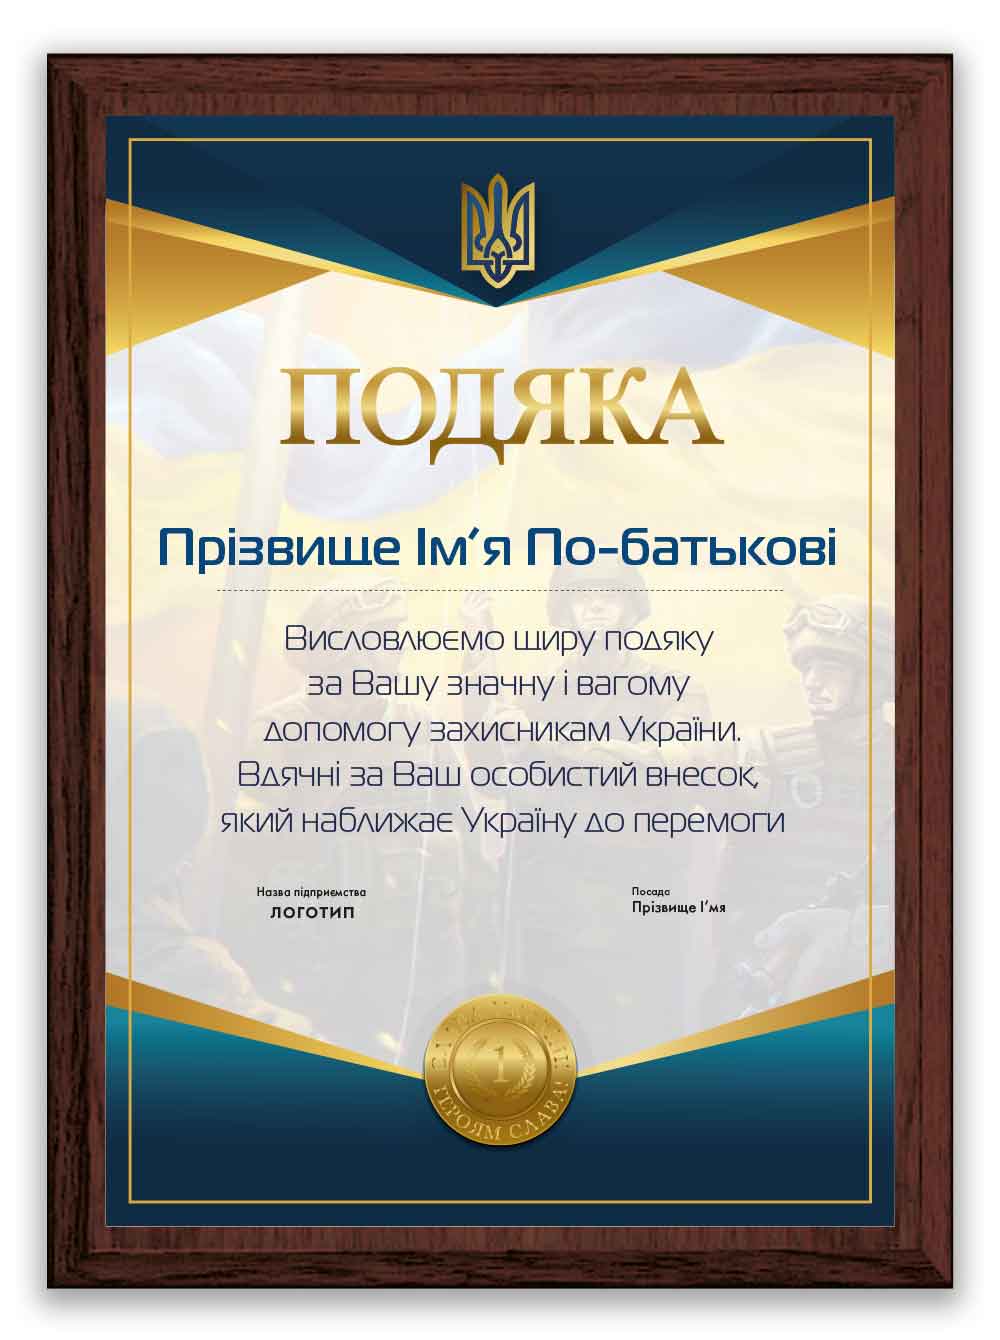 ПОДЯКА
Прізвище Ім’я По-батькові
Висловлюємо щиру подяку
за Вашу значну і вагому
допомогу захисникам України.
Вдячні за Ваш особистий внесок,
який наближає Україну до перемоги
Назва підприємства
ЛОГОТИП
Посада
Прізвище І’мя
1
ГЕРОЯМ СЛАВА!